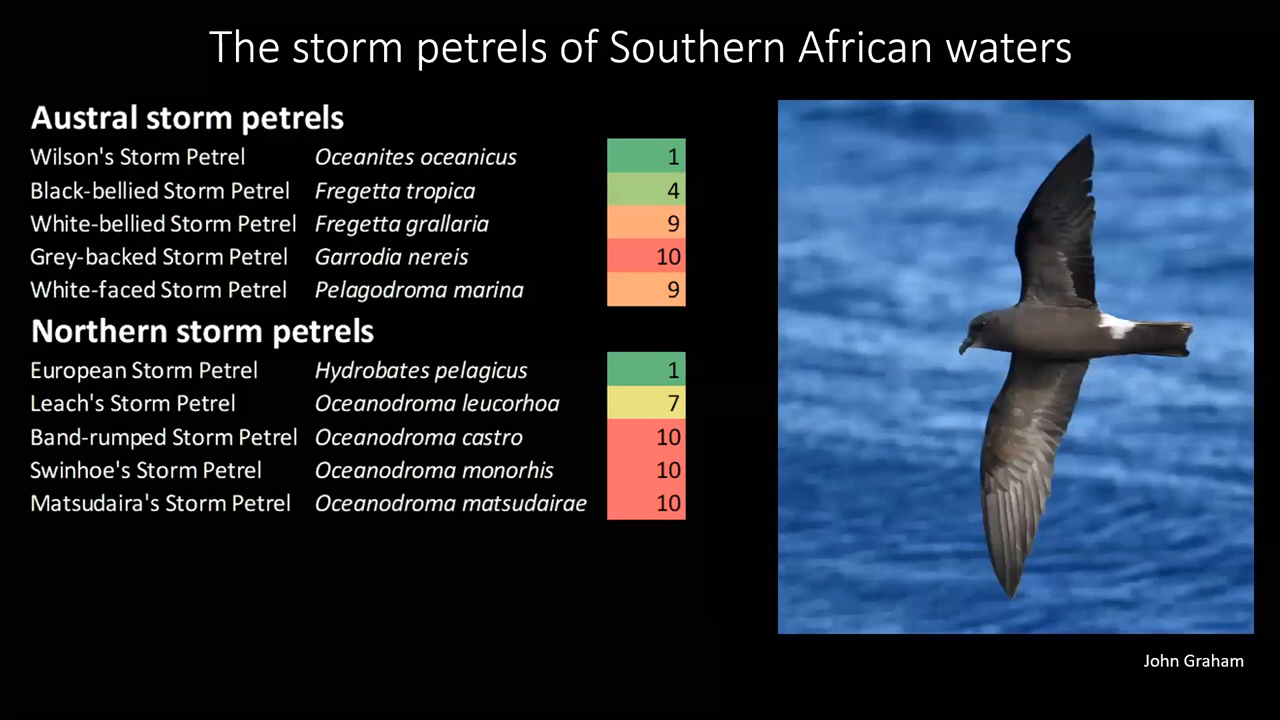 The storm petrels of Southern African waters
Austral storm petrels
Wilson's Storm Petrel Oceanites oceanicus 1
Black-bellied Storm Petrel Fregetta tropica 4
White-bellied Storm Petrel Fregetta grallaria 9
Grey-backed Storm Petrel Garrodia nereis 10
White-faced Storm Petrel Pelagodroma marina 9
Northern storm petrels
European Storm Petrel Hydrobates pelagicus 1
Leach's Storm Petrel Oceanodroma leucorhoa 7
Band-rumped Storm Petrel Oceanodroma castro 10
Swinhoe's Storm Petrel Oceanodroma monorhis 10
Matsudaira's Storm Petrel Oceanodroma matsudairae 10
John Graham